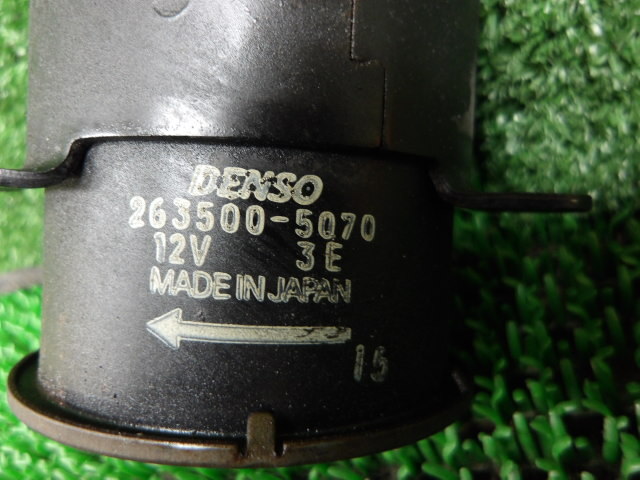 DENSO
263500-5070
12V 3E
MADE IN JAPAN
15